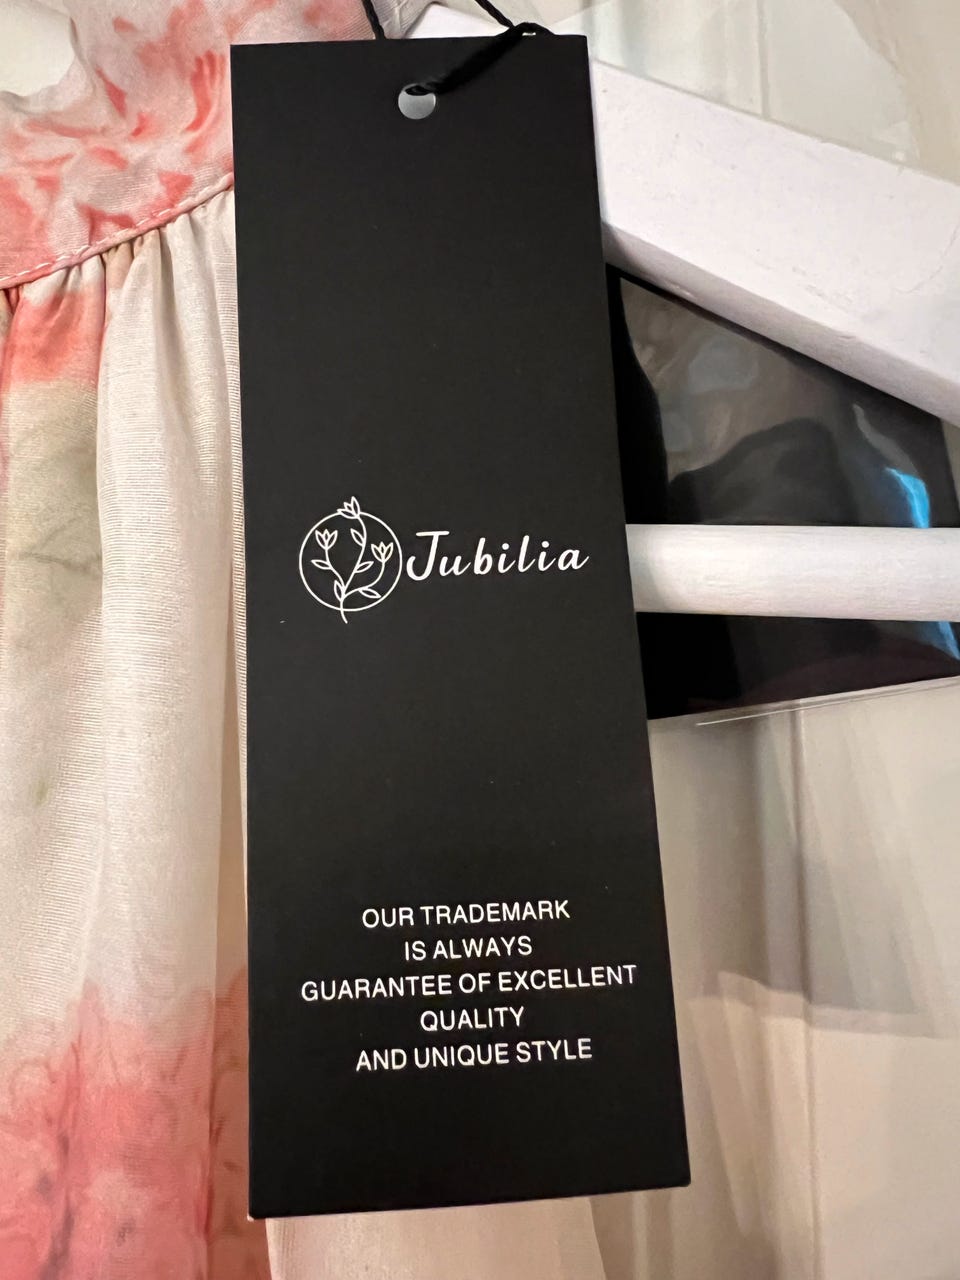 Jubilia
OUR TRADEMARK
IS ALWAYS
GUARANTEE OF EXCELLENT
QUALITY
AND UNIQUE STYLE